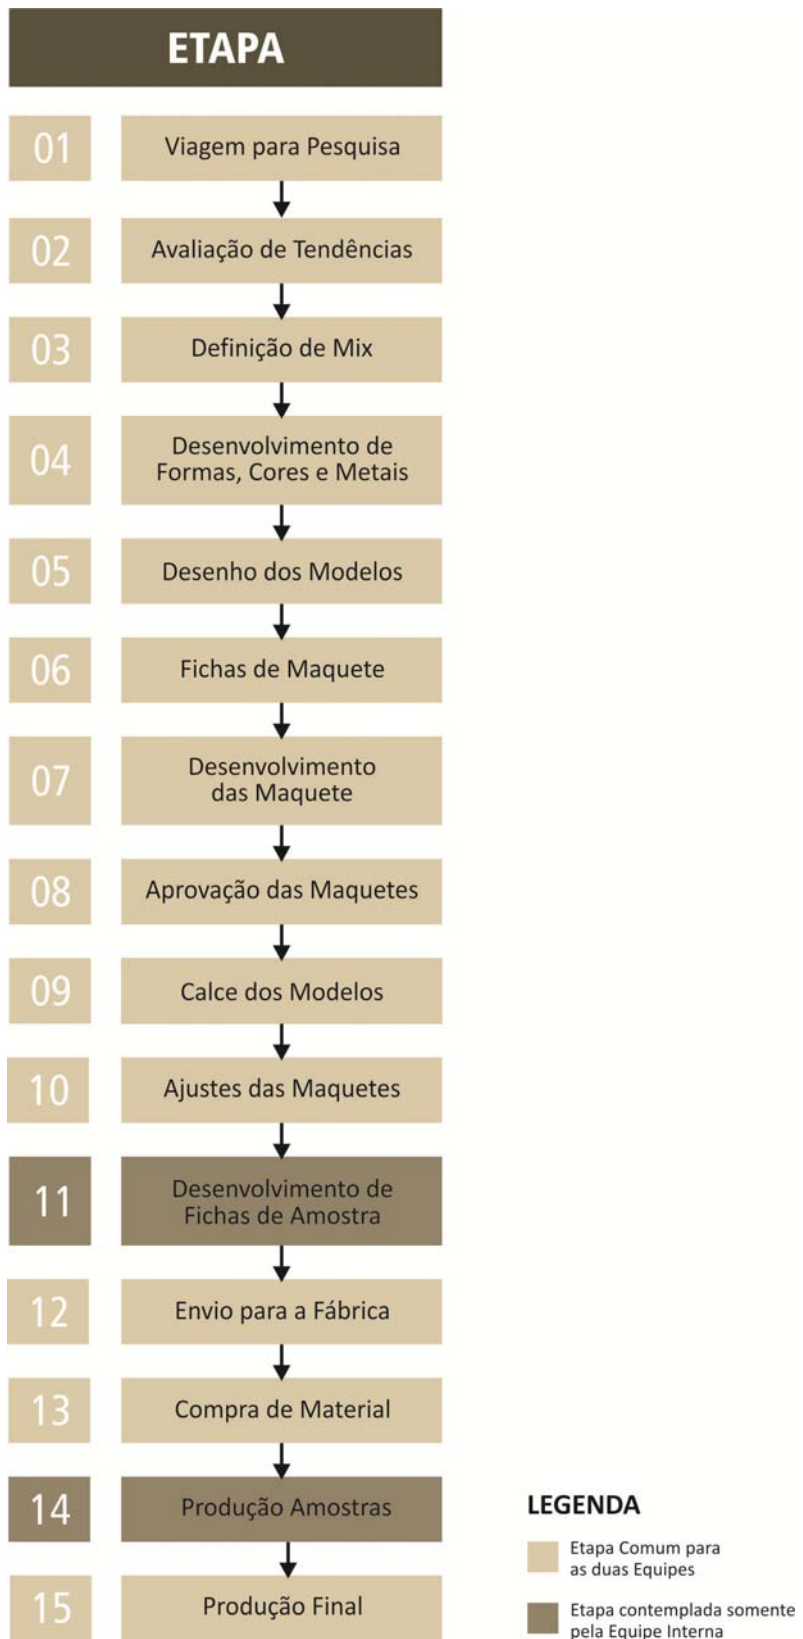 ETAPA
01
Viagem para Pesquisa
02
Avaliação de Tendências
03
Definição de Mix
04
Desenvolvimento de
Formas, Cores e Metais
05
Desenho dos Modelos
06
Fichas de Maquete
07
Desenvolvimento
das Maquete
08
Aprovação das Maquetes
09
Calce dos Modelos
10
Ajustes das Maquetes
11
Desenvolvimento de
Fichas de Amostra
12
Envio para a Fábrica
13
Compra de Material
14
Produção Amostras
15
Produção Final
LEGENDA
Etapa Comum para
as duas Equipes
Etapa contemplada somente
pela Equipe Interna